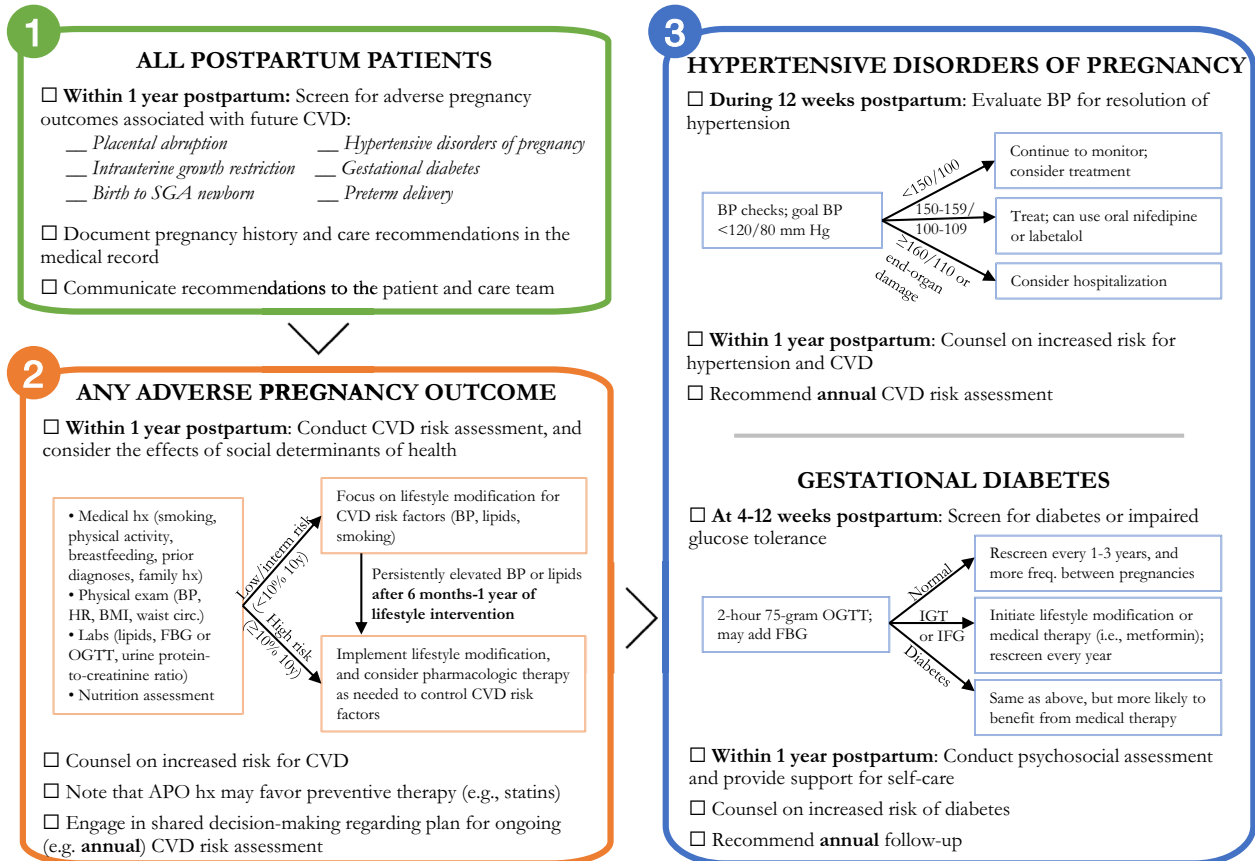 1
ALL POSTPARTUM PATIENTS
☐ Within 1 year postpartum: Screen for adverse pregnancy
outcomes associated with future CVD:
__ Placental abruption __ Hypertensive disorders of pregnancy
__ Intrauterine growth restriction __ Gestational diabetes
__ Birth to SGA newborn __ Preterm delivery
☐ Document pregnancy history and care recommendations in the
medical record
☐ Communicate recommendations to the patient and care team
2
ANY ADVERSE PREGNANCY OUTCOME
☐ Within 1 year postpartum: Conduct CVD risk assessment, and
consider the effects of social determinants of health
• Medical hx (smoking,
physical activity,
breastfeeding, prior
diagnoses, family hx)
• Physical exam (BP,
HR, BMI, waist circ.)
• Labs (lipids, FBG or
OGTT, urine protein-
to-creatinine ratio)
• Nutrition assessment
Low/interm risk
(<10% 10y)
High risk
(≥10% 10y)
Focus on lifestyle modification for
CVD risk factors (BP, lipids,
smoking)
Persistently elevated BP or lipids
after 6 months-1 year of
lifestyle intervention
Implement lifestyle modification,
and consider pharmacologic therapy
as needed to control CVD risk
factors
☐ Counsel on increased risk for CVD
☐ Note that APO hx may favor preventive therapy (e.g., statins)
☐ Engage in shared decision-making regarding plan for ongoing
(e.g. annual) CVD risk assessment
3
HYPERTENSIVE DISORDERS OF PREGNANCY
☐ During 12 weeks postpartum: Evaluate BP for resolution of
hypertension
BP checks; goal BP
<120/80 mm Hg
<150/100
150-159/
100-109
≥160/110 or
end-organ
damage
Continue to monitor;
consider treatment
Treat; can use oral nifedipine
or labetalol
Consider hospitalization
☐ Within 1 year postpartum: Counsel on increased risk for
hypertension and CVD
☐ Recommend annual CVD risk assessment
GESTATIONAL DIABETES
☐ At 4-12 weeks postpartum: Screen for diabetes or impaired
glucose tolerance
2-hour 75-gram OGTT;
may add FBG
Normal
IGT
or IFG
Diabetes
Rescreen every 1-3 years, and
more freq. between pregnancies
Initiate lifestyle modification or
medical therapy (i.e., metformin);
rescreen every year
Same as above, but more likely to
benefit from medical therapy
☐ Within 1 year postpartum: Conduct psychosocial assessment
and provide support for self-care
☐ Counsel on increased risk of diabetes
☐ Recommend annual follow-up